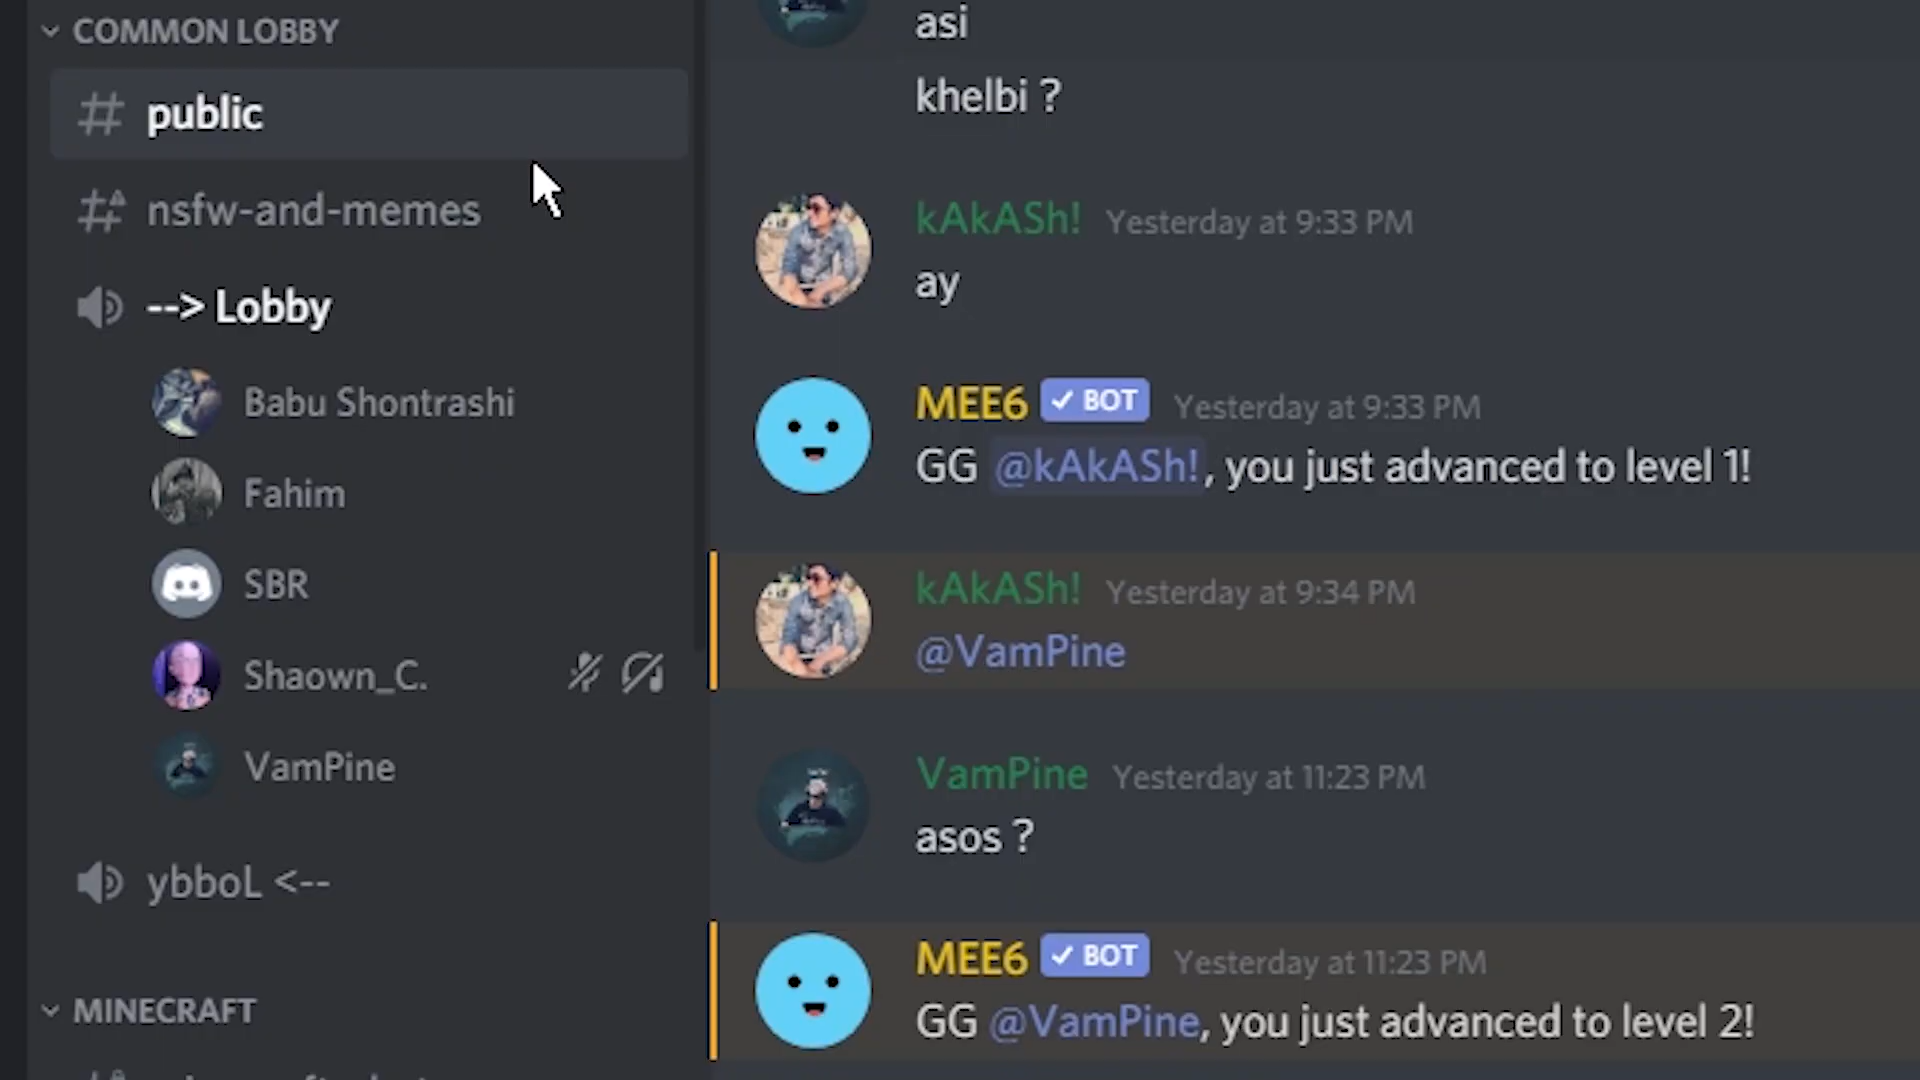 COMMON LOBBY
public
nsfw-and-memes
--> Lobby
Babu Shontrashi
Fahim
SBR
Shaown_C.
VamPine
ybboL <--
MINECRAFT
asi
khelbi ?
kAkASh! Yesterday at 9:33 PM
ay
MEE6 ✓ BOT Yesterday at 9:33 PM
GG @kAkASh!, you just advanced to level 1!
kAkASh! Yesterday at 9:34 PM
@VamPine
VamPine Yesterday at 11:23 PM
asos ?
MEE6 ✓ BOT Yesterday at 11:23 PM
GG @VamPine, you just advanced to level 2!